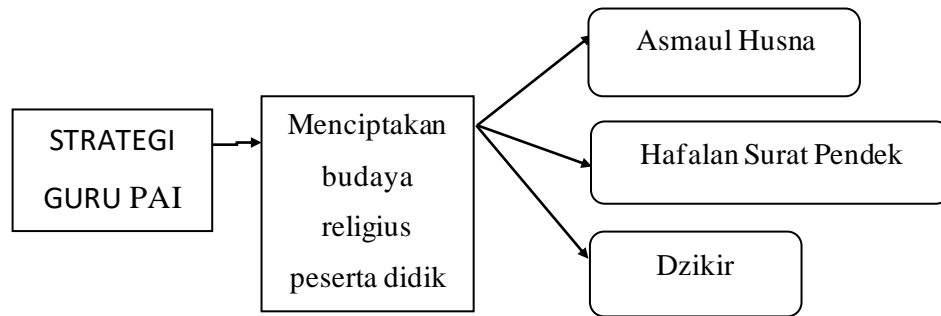 STRATEGI
GURU PAI
Menciptakan
budaya
religius
peserta didik
Asmaul Husna
Hafalan Surat Pendek
Dzikir